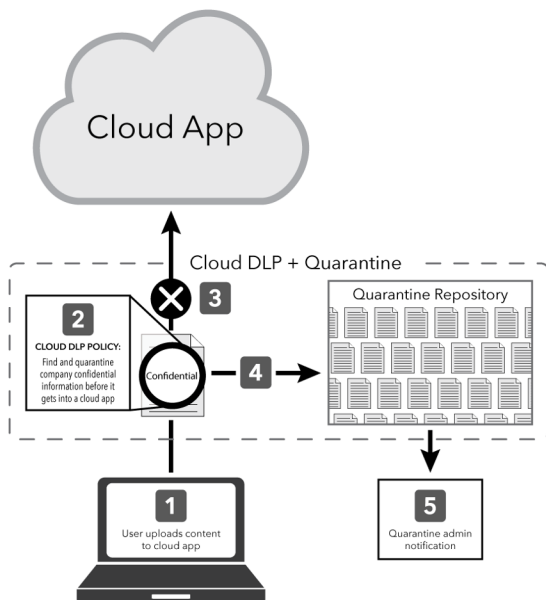 Cloud App
Cloud DLP + Quarantine
3
2
CLOUD DLP POLICY:
Find and quarantine
company confidential
information before it
gets into a cloud app
Confidential
4
Quarantine Repository
1
User uploads content
to cloud app
5
Quarantine admin
notification